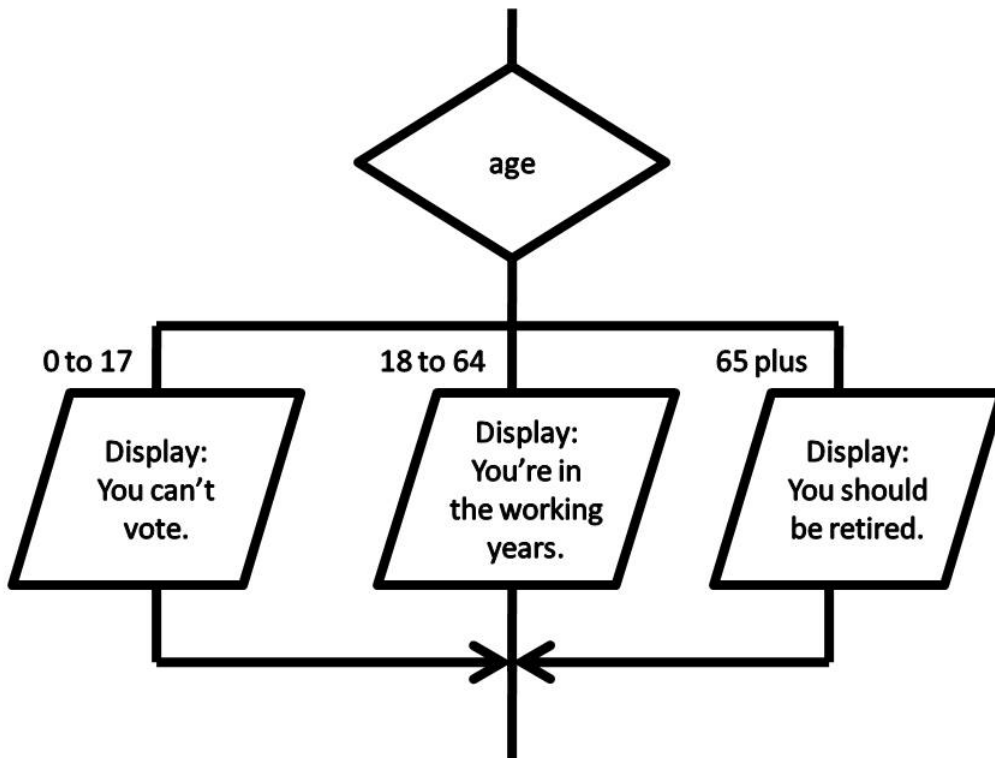 age
0 to 17
18 to 64
65 plus
Display:
You can’t
vote.
Display:
You’re in
the working
years.
Display:
You should
be retired.